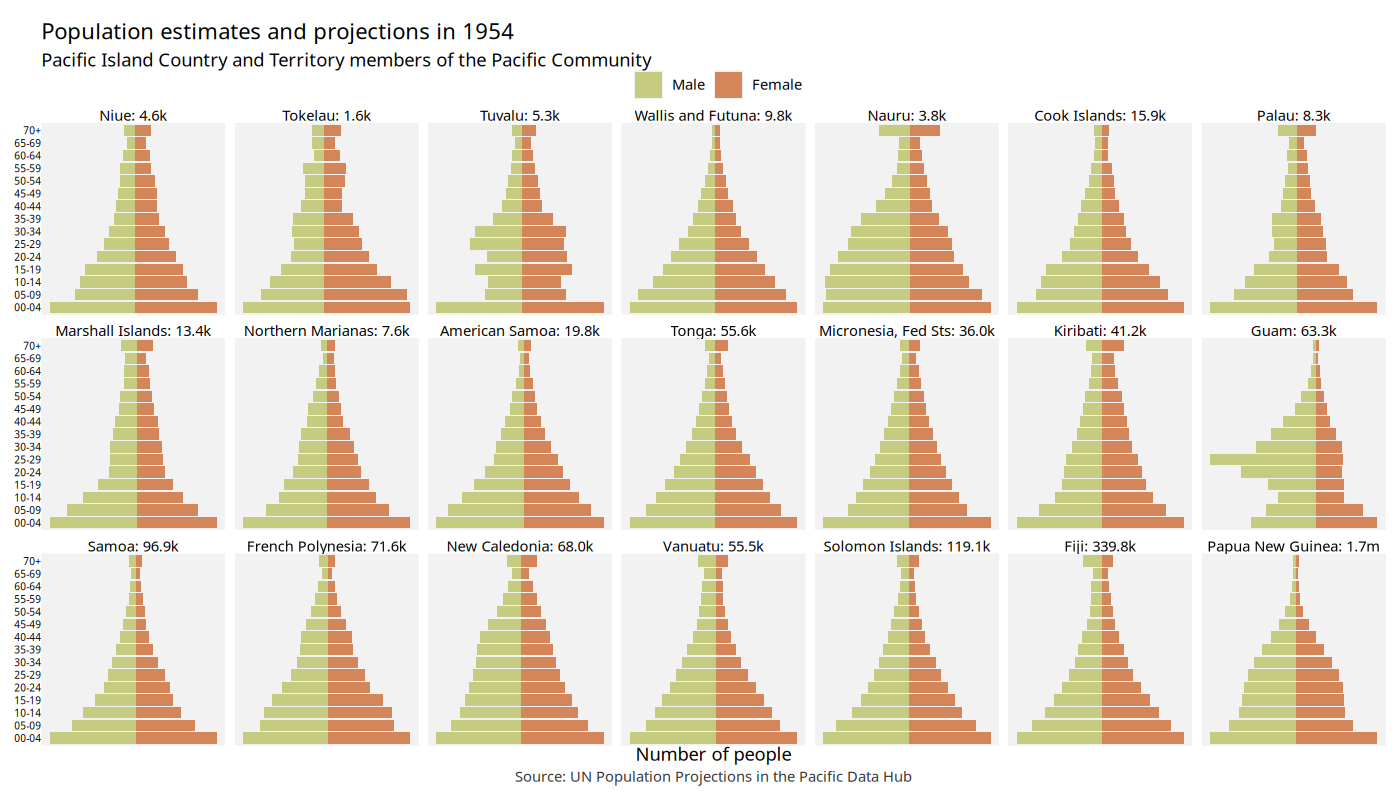 Population estimates and projections in 1954
Pacific Island Country and Territory members of the Pacific Community
Male Female
Niue: 4.6k
Tokelau: 1.6k
Tuvalu: 5.3k
Wallis and Futuna: 9.8k
Nauru: 3.8k
Cook Islands: 15.9k
Palau: 8.3k
70+
65-69
60-64
55-59
50-54
45-49
40-44
35-39
30-34
25-29
20-24
15-19
10-14
05-09
00-04
Marshall Islands: 13.4k
Northern Marianas: 7.6k
American Samoa: 19.8k
Tonga: 55.6k
Micronesia, Fed Sts: 36.0k
Kiribati: 41.2k
Guam: 63.3k
70+
65-69
60-64
55-59
50-54
45-49
40-44
35-39
30-34
25-29
20-24
15-19
10-14
05-09
00-04
Samoa: 96.9k
French Polynesia: 71.6k
New Caledonia: 68.0k
Vanuatu: 55.5k
Solomon Islands: 119.1k
Fiji: 339.8k
Papua New Guinea: 1.7m
70+
65-69
60-64
55-59
50-54
45-49
40-44
35-39
30-34
25-29
20-24
15-19
10-14
05-09
00-04
Number of people
Source: UN Population Projections in the Pacific Data Hub